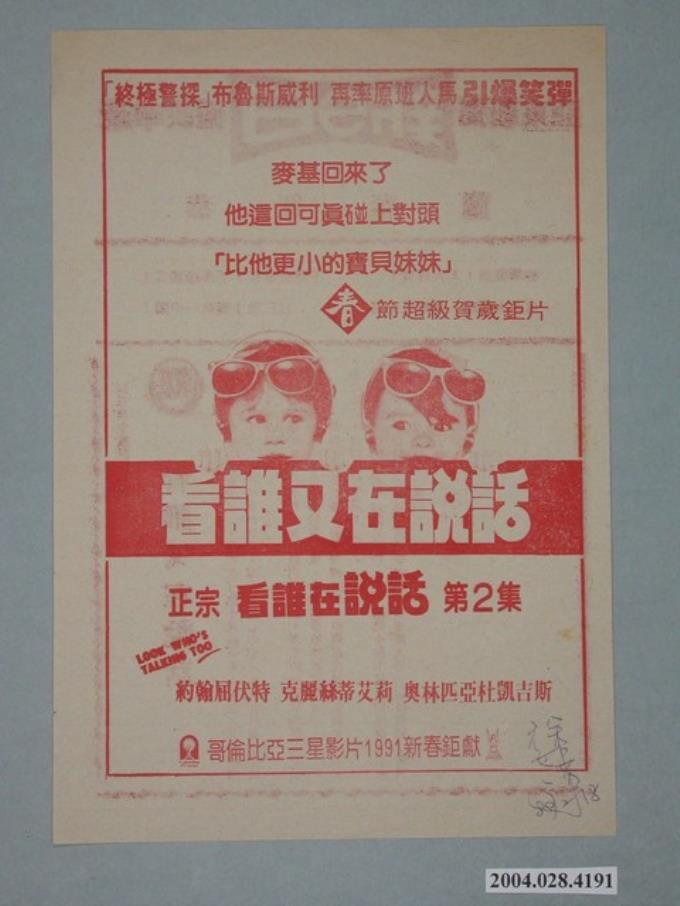 「終極警探」布魯斯威利 再率原班人馬引爆笑彈
麥基回來了
他這回可眞碰上對頭
「比他更小的寶貝妹妹」
春節超級賀歲鉅片
看誰又在説話
正宗 看誰在説話 第2集
LOOK WHO'S
TALKING TOO
約翰屈伏特 克麗絲蒂艾莉 奧林匹亞杜凱吉斯
哥倫比亞三星影片1991新春鉅獻
2004.028.4191